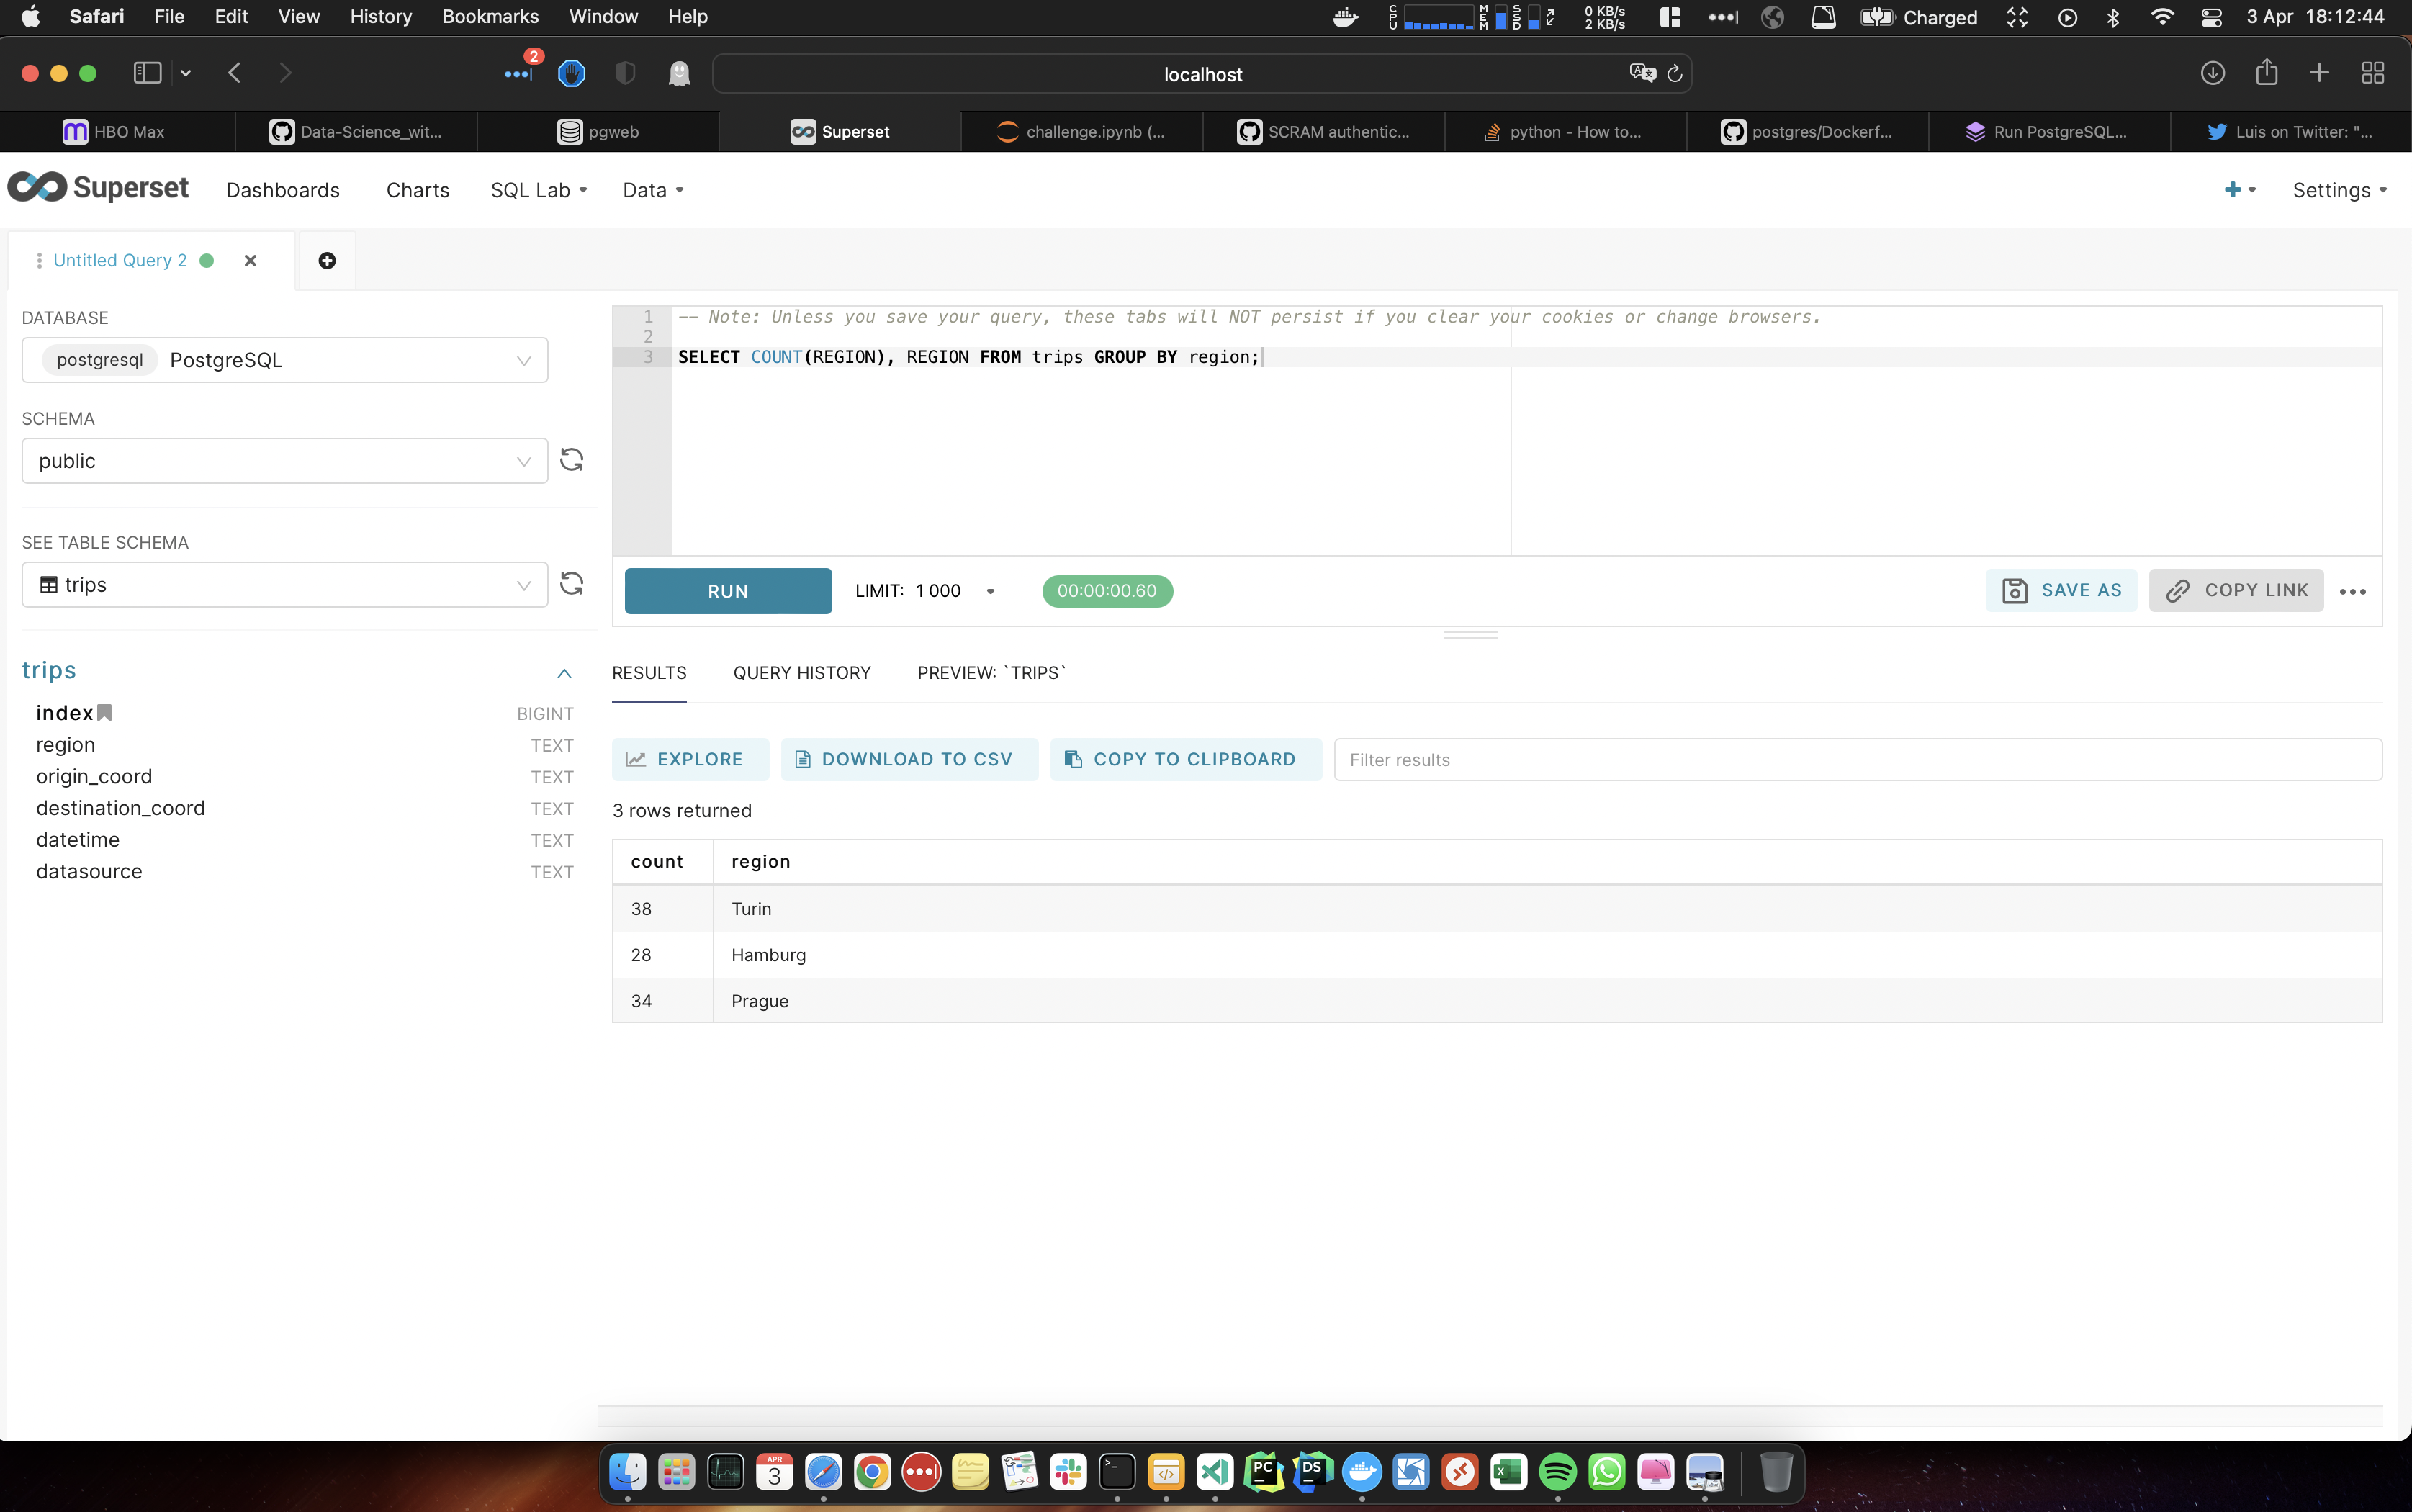 Safari File Edit View History Bookmarks Window Help CPU MEM SSD 0 KB/s 2 KB/s Charged 3 Apr 18:12:44
2
localhost
HBO Max Data-Science_wit... pgweb Superset challenge.ipynb (... SCRAM authentic... python - How to... postgres/Dockerf... Run PostgreSQL... Luis on Twitter: "...
Superset Dashboards Charts SQL Lab Data + Settings
Untitled Query 2
DATABASE
postgresql PostgreSQL
SCHEMA
public
SEE TABLE SCHEMA
trips
trips
index BIGINT
region TEXT
origin_coord TEXT
destination_coord TEXT
datetime TEXT
datasource TEXT
1 -- Note: Unless you save your query, these tabs will NOT persist if you clear your cookies or change browsers.
2
3 SELECT COUNT(REGION), REGION FROM trips GROUP BY region;
RUN LIMIT: 1 000 00:00:00.60 SAVE AS COPY LINK
RESULTS QUERY HISTORY PREVIEW: `TRIPS`
EXPLORE DOWNLOAD TO CSV COPY TO CLIPBOARD Filter results
3 rows returned
count region
38 Turin
28 Hamburg
34 Prague
APR
3
PC
DS